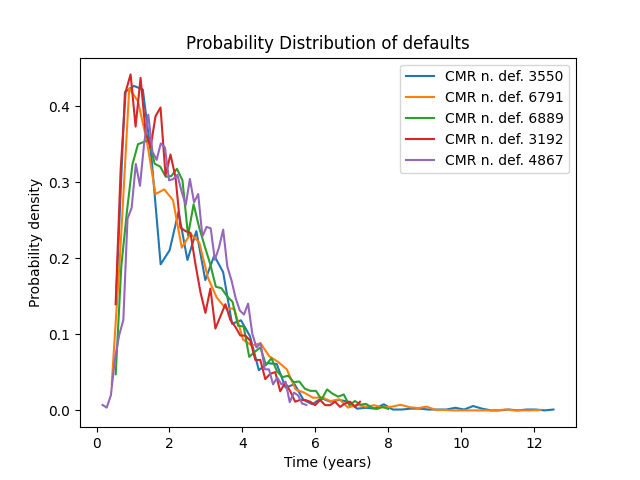 Probability Distribution of defaults
CMR n. def. 3550
CMR n. def. 6791
CMR n. def. 6889
CMR n. def. 3192
CMR n. def. 4867
Probability density
0.4
0.3
0.2
0.1
0.0
0 2 4 6 8 10 12
Time (years)